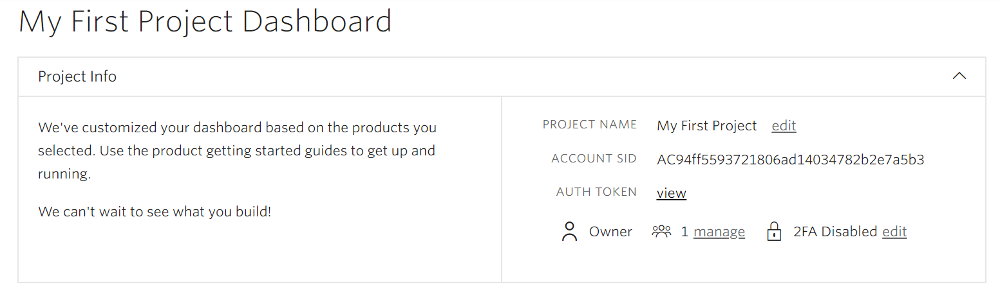 My First Project Dashboard
Project Info
We've customized your dashboard based on the products you
selected. Use the product getting started guides to get up and
running.
We can't wait to see what you build!
PROJECT NAME My First Project edit
ACCOUNT SID AC94ff5593721806ad14034782b2e7a5b3
AUTH TOKEN view
Owner 1 manage 2FA Disabled edit